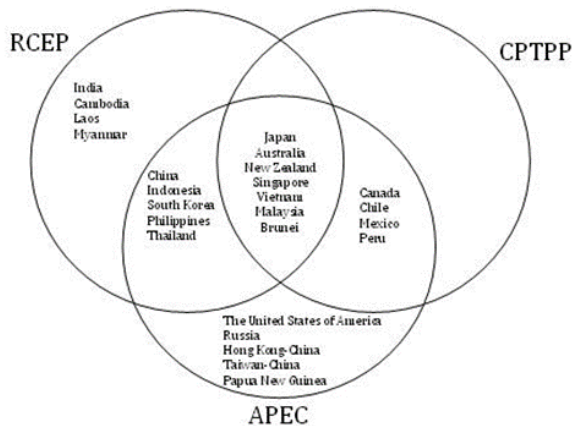 RCEP
CPTPP
India
Cambodia
Laos
Myanmar
China
Indonesia
South Korea
Philippines
Thailand
Japan
Australia
New Zealand
Singapore
Vietnam
Malaysia
Brunei
Canada
Chile
Mexico
Peru
The United States of America
Russia
Hong Kong-China
Taiwan-China
Papua New Guinea
APEC